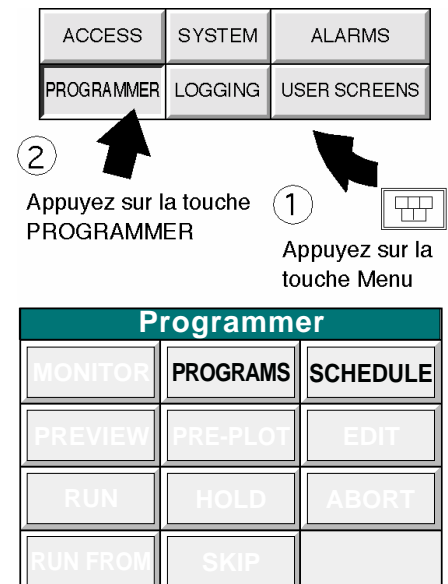 ACCESS SYSTEM ALARMS
PROGRAMMER LOGGING USER SCREENS
2
Appuyez sur la touche
PROGRAMMER
1
Appuyez sur la
touche Menu
Programmer
MONITOR PROGRAMS SCHEDULE
PREVIEW PRE-PLOT EDIT
RUN HOLD ABORT
RUN FROM SKIP